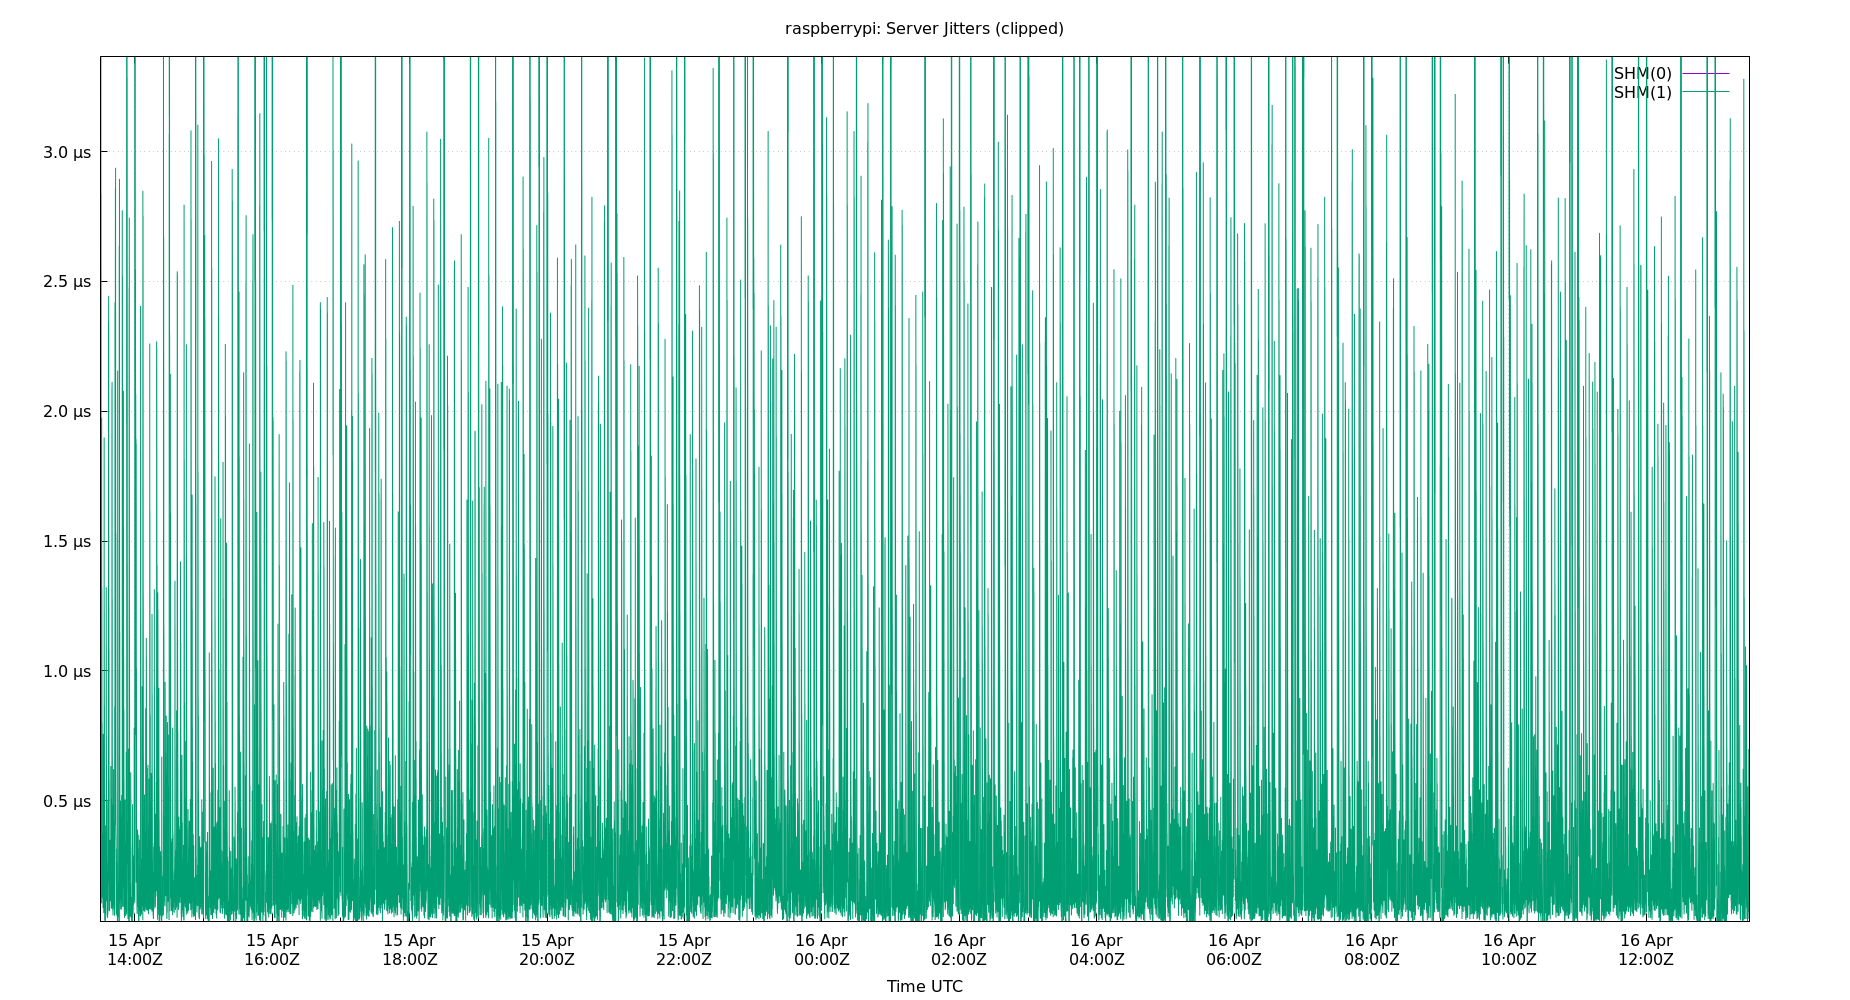 raspberrypi: Server Jitters (clipped)
SHM(0)
SHM(1)
3.0 μs
2.5 μs
2.0 μs
1.5 μs
1.0 μs
0.5 μs
15 Apr 15 Apr 15 Apr 15 Apr 15 Apr 16 Apr 16 Apr 16 Apr 16 Apr 16 Apr 16 Apr 16 Apr
14:00Z 16:00Z 18:00Z 20:00Z 22:00Z 00:00Z 02:00Z 04:00Z 06:00Z 08:00Z 10:00Z 12:00Z
Time UTC